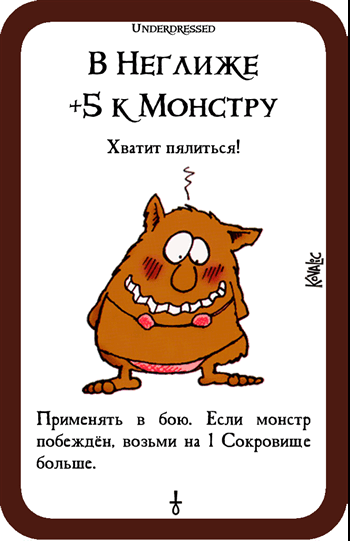 Underdressed
В Неглиже
+5 к Монстру
Хватит пялиться!
Kovalic
Применять в бою. Если монстр
побеждён, возьми на 1 Сокровище
больше.